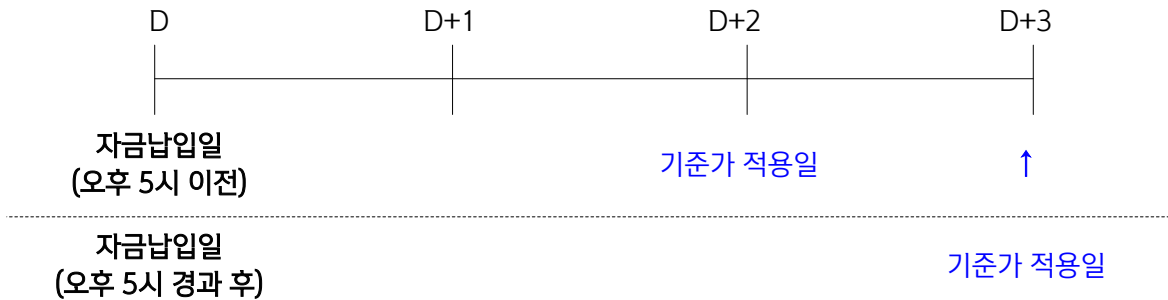 D D+1 D+2 D+3
자금납입일
(오후 5시 이전)
기준가 적용일 ↑
자금납입일
(오후 5시 경과 후)
기준가 적용일